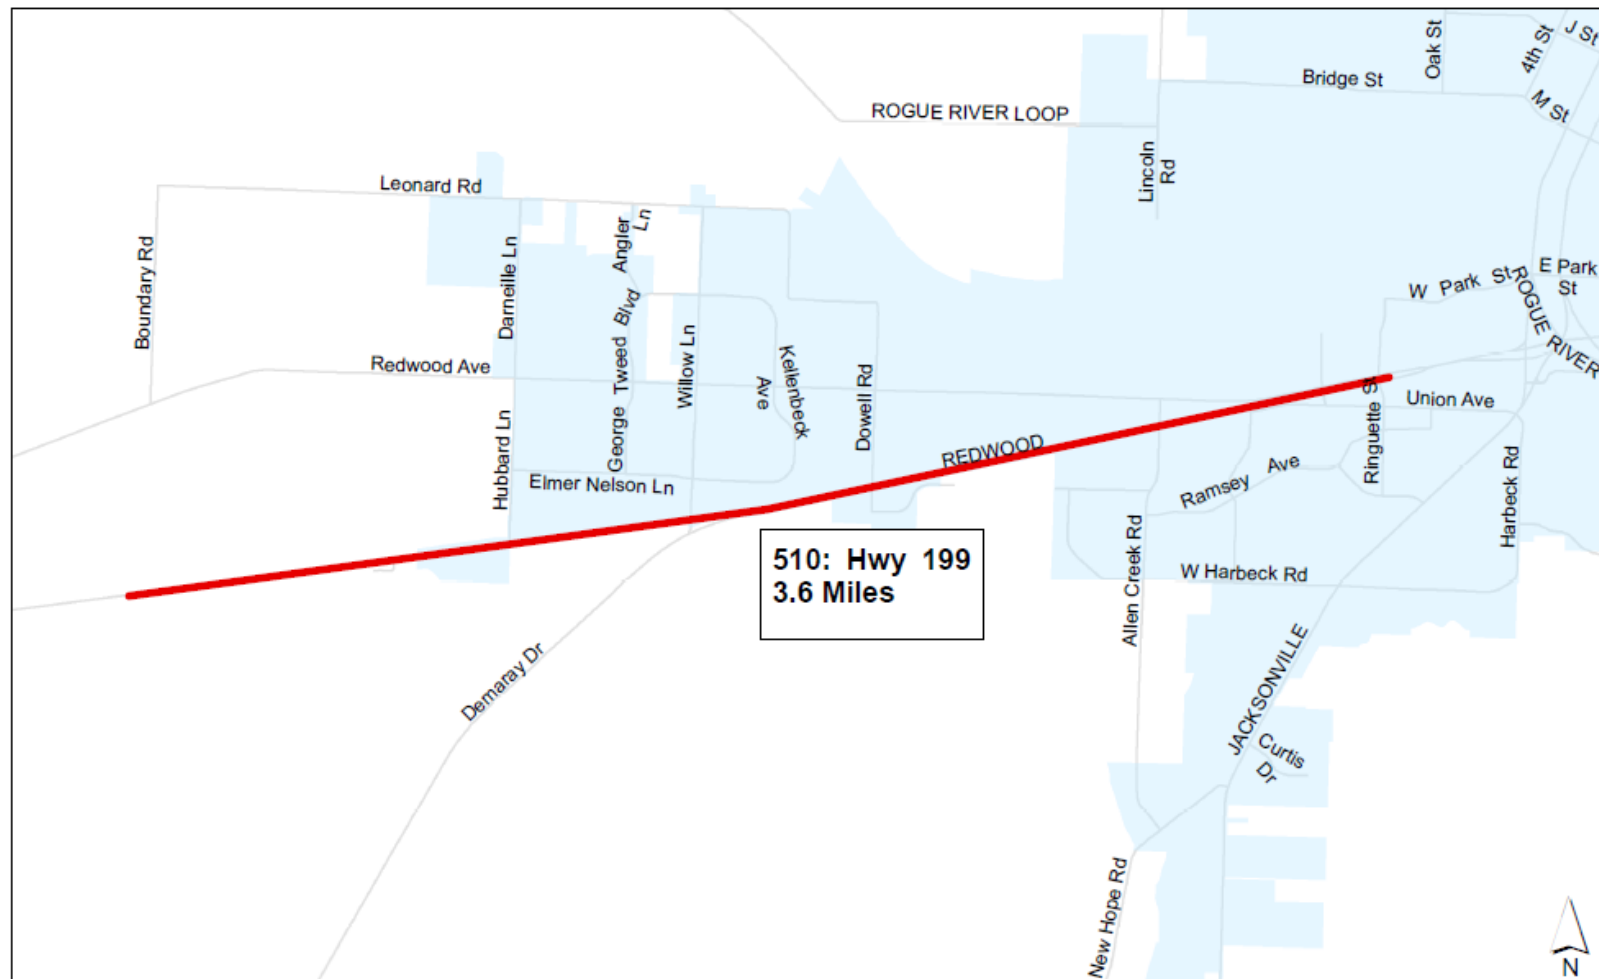 J St
4th St
Oak St
Bridge St
M St
ROGUE RIVER LOOP
Lincoln
Rd
Leonard Rd
Angler
Ln
Boundary Rd
Darneille Ln
W Park St
E Park
St
ROGUE RIVER
George Tweed Blvd
Willow Ln
Kellenbeck
Ave
Redwood Ave
Dowell Rd
Ringuette St
Union Ave
Hubbard Ln
REDWOOD
Elmer Nelson Ln
Ramsey Ave
Harbeck Rd
510: Hwy 199
3.6 Miles
Allen Creek Rd
W Harbeck Rd
Demaray Dr
JACKSONVILLE
Curtis
Dr
New Hope Rd
N